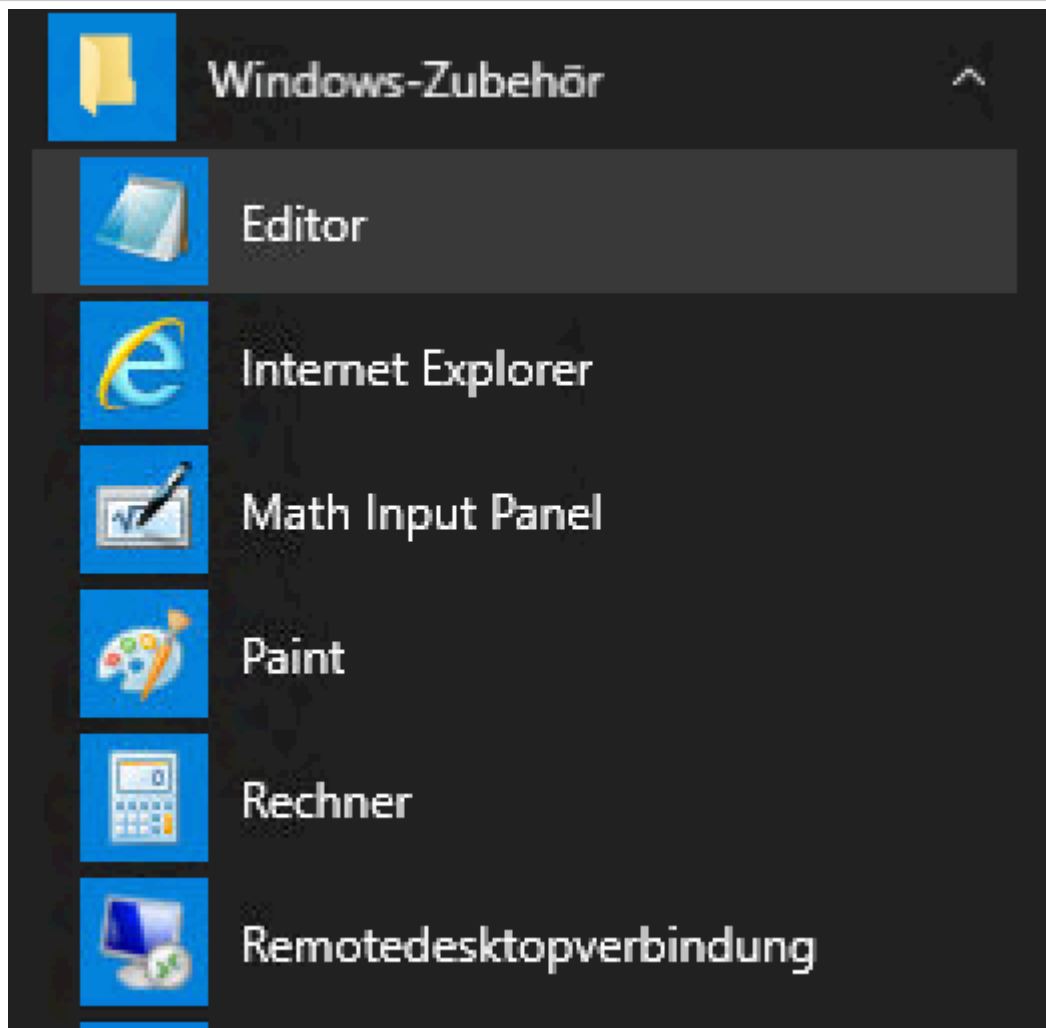 Windows-Zubehör
Editor
Internet Explorer
Math Input Panel
Paint
Rechner
Remotedesktopverbindung